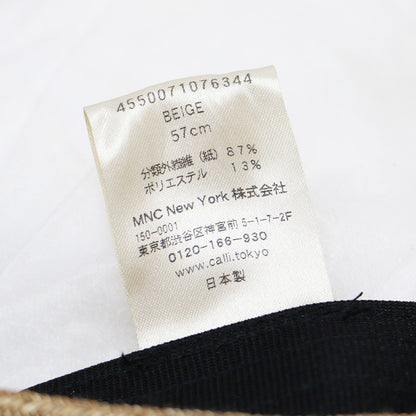 4550071076344
BEIGE
57cm
分類外繊維（紙）87%
ポリエステル 13%
MNC New York 株式会社
150-0001
東京都渋谷区神宮前5-1-7-2F
0120-166-930
www.calli.tokyo
日本製